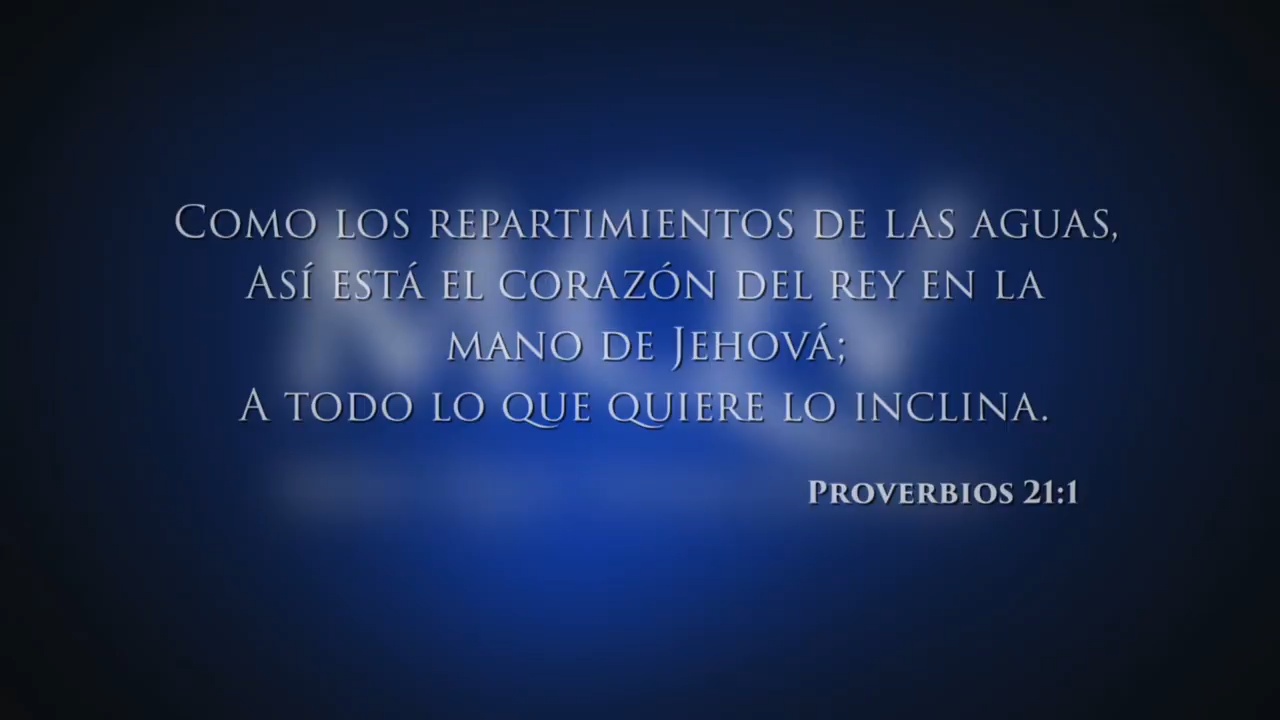 Como los repartimientos de las aguas,
Así está el corazón del rey en la
mano de Jehová;
A todo lo que quiere lo inclina.
Proverbios 21:1